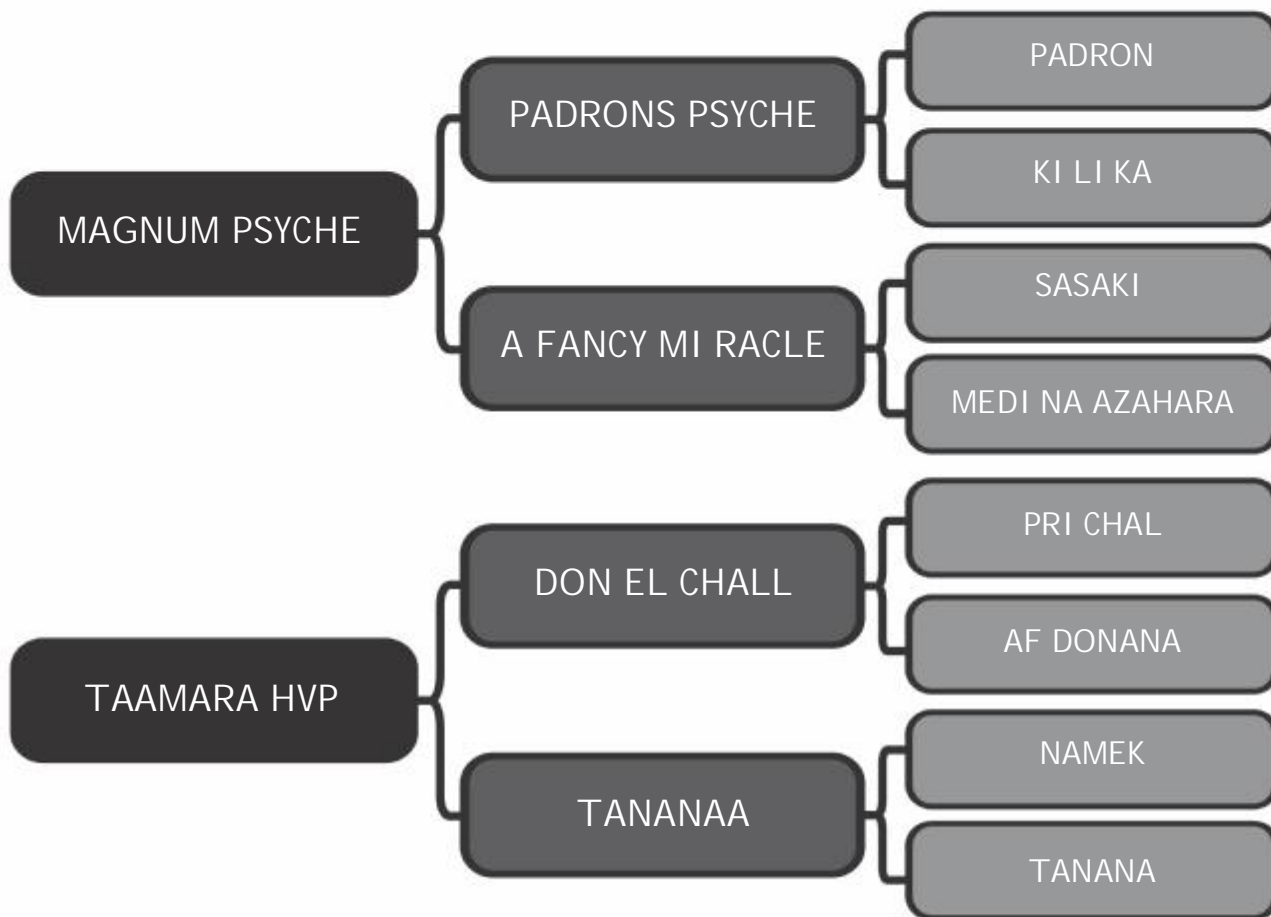 PADRON
PADRONS PSYCHE
KI LI KA
MAGNUM PSYCHE
SASAKI
A FANCY MI RACLE
MEDI NA AZAHARA
PRI CHAL
DON EL CHALL
AF DONANA
TAAMARA HVP
NAMEK
TANANAA
TANANA